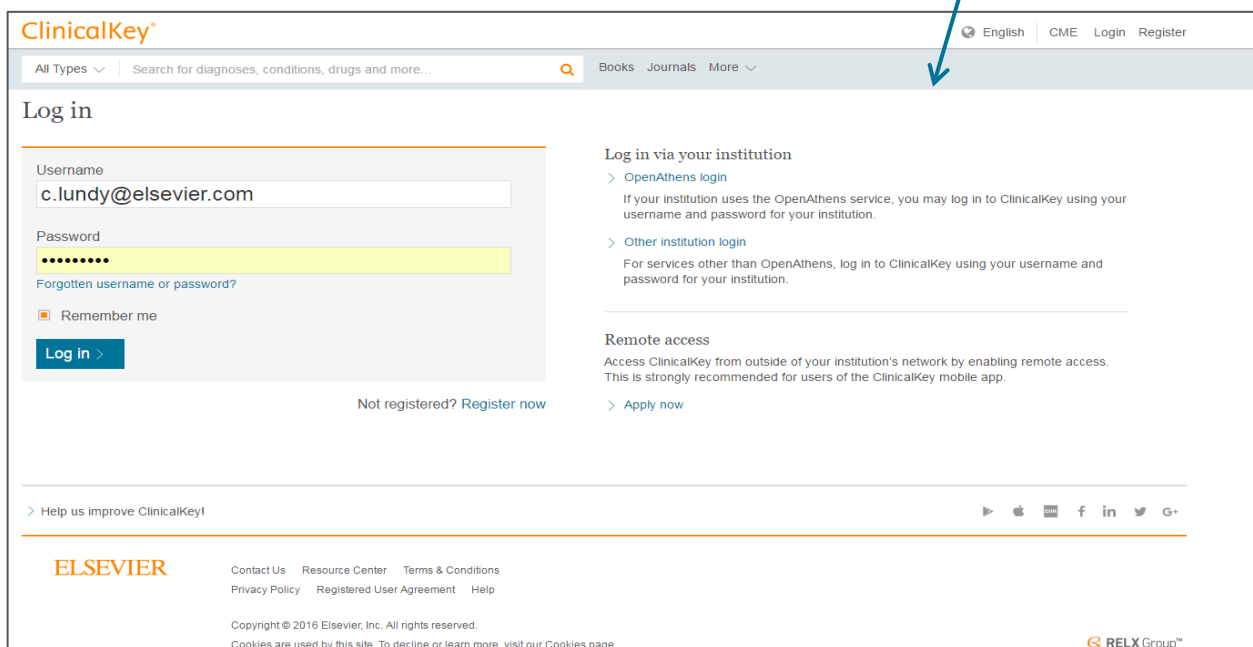 ClinicalKey®
English CME Login Register
All Types Search for diagnoses, conditions, drugs and more... Books Journals More
Log in
Username
c.lundy@elsevier.com
Password
•••••••••
Forgotten username or password?
Remember me
Log in >
Not registered? Register now
Log in via your institution
> OpenAthens login
If your institution uses the OpenAthens service, you may log in to ClinicalKey using your
username and password for your institution.
> Other institution login
For services other than OpenAthens, log in to ClinicalKey using your username and
password for your institution.
Remote access
Access ClinicalKey from outside of your institution's network by enabling remote access.
This is strongly recommended for users of the ClinicalKey mobile app.
> Apply now
> Help us improve ClinicalKey!
EHR f in G+
ELSEVIER
Contact Us Resource Center Terms & Conditions
Privacy Policy Registered User Agreement Help
Copyright © 2016 Elsevier, Inc. All rights reserved.
Cookies are used by this site. To decline or learn more, visit our Cookies page.
RELX Group™